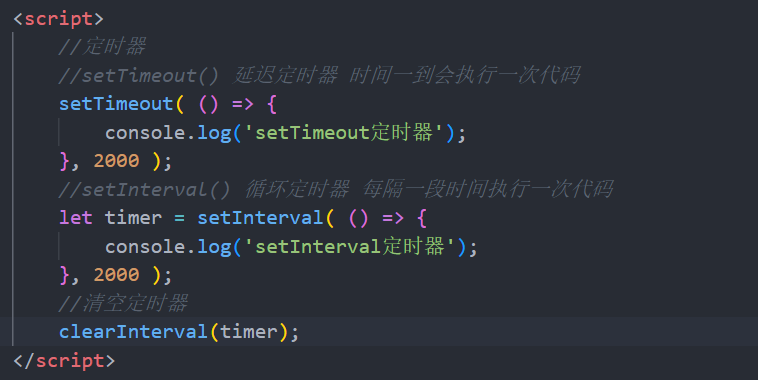 <script>
//定时器
//setTimeout() 延迟定时器 时间一到会执行一次代码
setTimeout( () => {
console.log('setTimeout定时器');
}, 2000 );
//setInterval() 循环定时器 每隔一段时间执行一次代码
let timer = setInterval( () => {
console.log('setInterval定时器');
}, 2000 );
//清空定时器
clearInterval(timer);
</script>